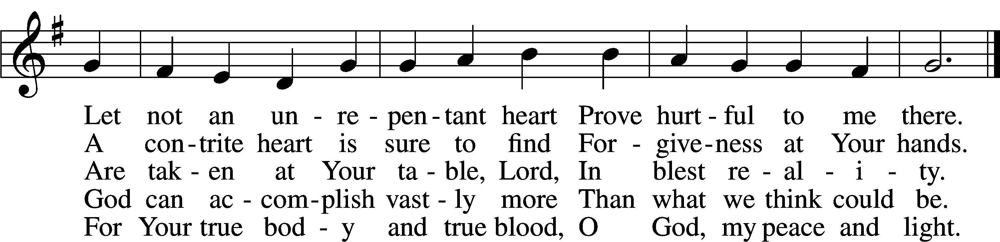 Let not an un - re - pen - tant heart Prove hurt - ful to me there.
A con - trite heart is sure to find For - give - ness at Your hands.
Are tak - en at Your ta - ble, Lord, In blest re - al - i - ty.
God can ac - com - plish vast - ly more Than what we think could be.
For Your true bod - y and true blood, O God, my peace and light.